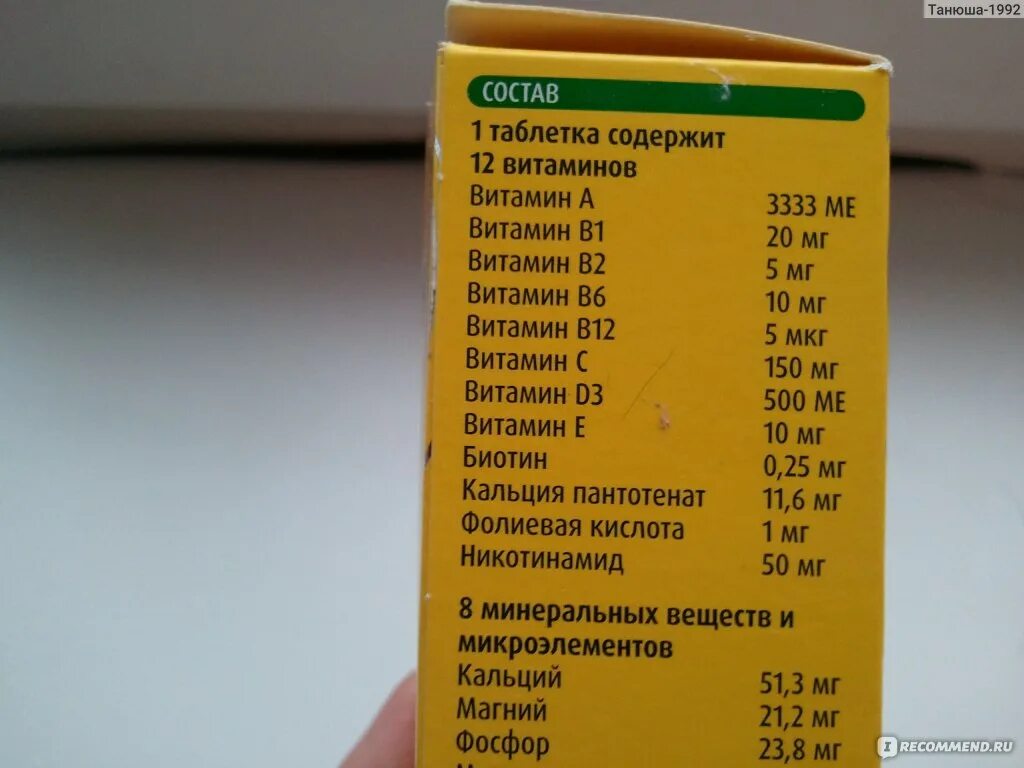 Танюша-1992
СОСТАВ
1 таблетка содержит
12 витаминов
Витамин А 3333 МЕ
Витамин В1 20 мг
Витамин В2 5 мг
Витамин В6 10 мг
Витамин В12 5 мкг
Витамин С 150 мг
Витамин D3 500 МЕ
Витамин Е 10 мг
Биотин 0,25 мг
Кальция пантотенат 11,6 мг
Фолиевая кислота 1 мг
Никотинамид 50 мг
8 минеральных веществ и
микроэлементов
Кальций 51,3 мг
Магний 21,2 мг
Фосфор 23,8 мг
IRECOMMEND.RU